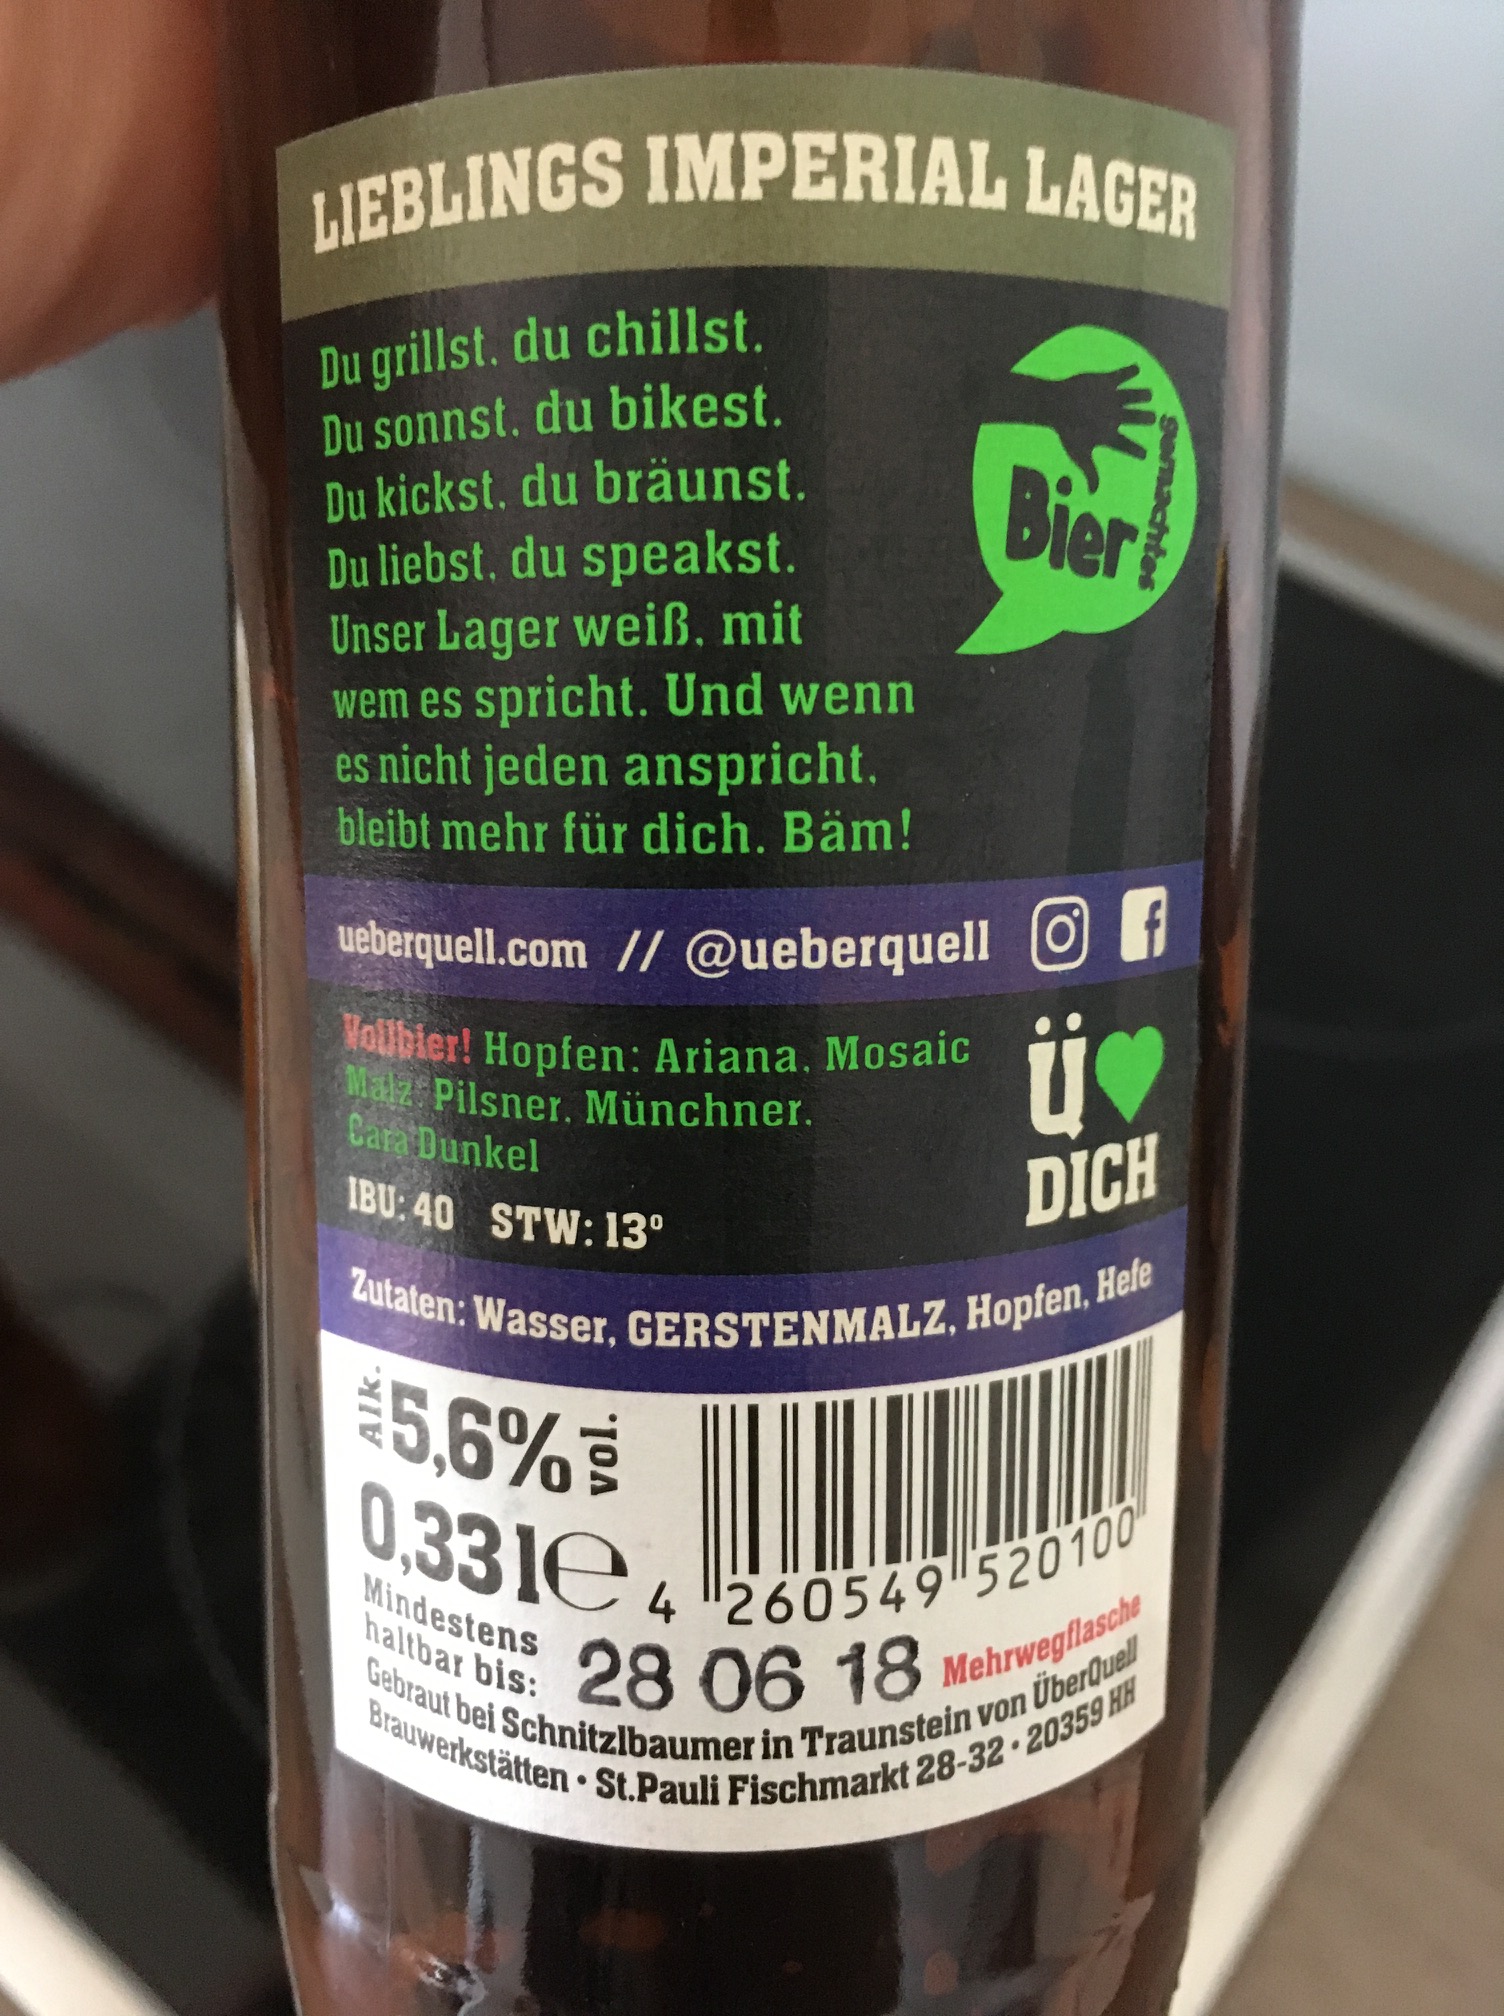 LIEBLINGS IMPERIAL LAGER
Du grillst, du chillst.
Du sonnst, du bikest.
Du kickst, du bräunst.
Du liebst, du speakst.
Unser Lager weiß, mit
wem es spricht. Und wenn
es nicht jeden anspricht,
bleibt mehr für dich. Bäm!
Bier
gemachtes
ueberquell.com // @ueberquell
Vollbier! Hopfen: Ariana, Mosaic
Malz: Pilsner, Münchner,
Cara Dunkel
IBU: 40 STW: 13°
Ü
DICH
Zutaten: Wasser, GERSTENMALZ, Hopfen, Hefe
Alk. 5,6% vol.
0,33 l e
4 260549 520100
Mindestens
haltbar bis: 28 06 18
Mehrwegflasche
Gebraut bei Schnitzlbaumer in Traunstein von ÜberQuell
Brauwerkstätten • St.Pauli Fischmarkt 28-32 • 20359 HH